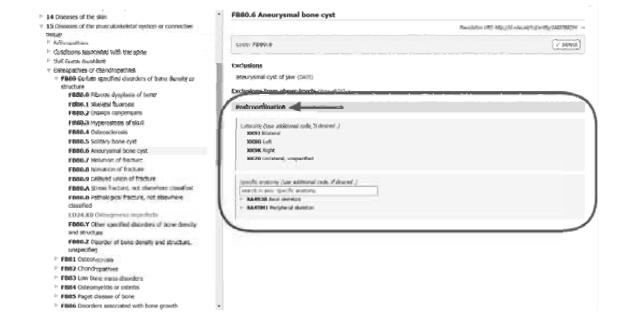 14 Diseases of the skin
15 Diseases of the musculoskeletal system or connective
tissue
Arthropathies
Conditions associated with the spine
Soft tissue disorders
Osteopathies or chondropathies
FB80 Certain specified disorders of bone density or
structure
FB80.0 Fibrous dysplasia of bone
FB80.1 Skeletal fluorosis
FB80.2
FB80.3 Hyperostosis of skull
FB80.4 Osteosclerosis
FB80.5 Solitary bone cyst
FB80.6 Aneurysmal bone cyst
FB80.7 Malunion of fracture
FB80.8 Nonunion of fracture
FB80.9 Delayed union of fracture
FB80.A Stress fracture, not elsewhere classified
FB80.B Pathological fracture, not elsewhere
classified
LD24.K0 Osteogenesis imperfecta
FB80.Y Other specified disorders of bone density
and structure
FB80.Z Disorder of bone density and structure,
unspecified
FB81 Osteonecrosis
FB82 Chondropathies
FB83 Low bone mass disorders
FB84 Osteomyelitis or osteitis
FB85 Paget disease of bone
FB86 Disorders associated with bone growth
FB80.6 Aneurysmal bone cyst
Code: FB80.6
Select
Exclusions
aneurysmal cyst of jaw (DA05)
Exclusions from above levels
Postcoordination
Laterality (use additional code, if desired .)
XK9J Bilateral
XK8G Left
XK9K Right
XK70 Unilateral, unspecified
Specific anatomy (use additional code, if desired .)
search in axis: Specific anatomy
Axial skeleton
Peripheral skeleton